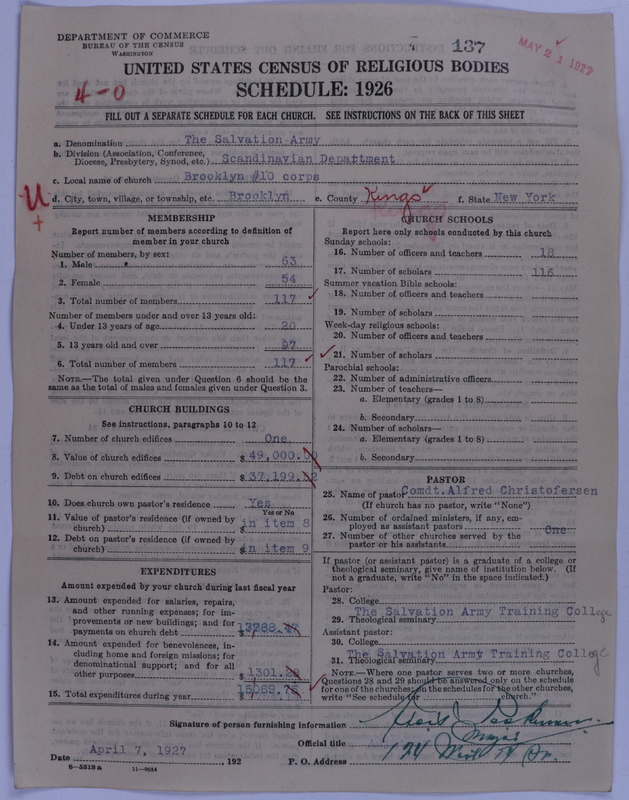 DEPARTMENT OF COMMERCE
BUREAU OF THE CENSUS
WASHINGTON
137
MAY 21 1927
UNITED STATES CENSUS OF RELIGIOUS BODIES
SCHEDULE: 1926
4-0
FILL OUT A SEPARATE SCHEDULE FOR EACH CHURCH. SEE INSTRUCTIONS ON THE BACK OF THIS SHEET
a. Denomination The Salvation Army
b. Division (Association, Conference, Diocese, Presbytery, Synod, etc.) Scandinavian Department
c. Local name of church Brooklyn #10 corps
U d. City, town, village, or township, etc. Brooklyn e. County Kings f. State New York
+
MEMBERSHIP
Report number of members according to definition of
member in your church
Number of members, by sex:
1. Male 63
2. Female 54
3. Total number of members 117
Number of members under and over 13 years old:
4. Under 13 years of age 20
5. 13 years old and over 97
6. Total number of members 117
NOTE.—The total given under Question 6 should be the
same as the total of males and females given under Question 3.
CHURCH BUILDINGS
See instructions, paragraphs 10 to 12
7. Number of church edifices One
8. Value of church edifices $ 49,000.
9. Debt on church edifices $ 37,199.
10. Does church own pastor's residence Yes
Yes or No
11. Value of pastor's residence (if owned by
church) $ in item 8
12. Debt on pastor's residence (if owned by
church) $ in item 9
EXPENDITURES
Amount expended by your church during last fiscal year
13. Amount expended for salaries, repairs,
and other running expenses; for im-
provements or new buildings; and for
payments on church debt $
14. Amount expended for benevolences, in-
cluding home and foreign missions; for
denominational support; and for all
other purposes $ 1301.
15. Total expenditures during year $ 15069.
CHURCH SCHOOLS
Report here only schools conducted by this church
Sunday schools:
16. Number of officers and teachers 18
17. Number of scholars 116
Summer vacation Bible schools:
18. Number of officers and teachers
19. Number of scholars
Week-day religious schools:
20. Number of officers and teachers
21. Number of scholars
Parochial schools:
22. Number of administrative officers
23. Number of teachers—
a. Elementary (grades 1 to 8)
b. Secondary
24. Number of scholars—
a. Elementary (grades 1 to 8)
b. Secondary
PASTOR
25. Name of pastor Comdt. Alfred Christofersen
(If church has no pastor, write "None")
26. Number of ordained ministers, if any, em-
ployed as assistant pastors One
27. Number of other churches served by the
pastor or his assistants
If pastor (or assistant pastor) is a graduate of a college or
theological seminary, give name of institution below. (If
not a graduate, write "No" in the space indicated.)
Pastor:
28. College
The Salvation Army Training College
29. Theological seminary
Assistant pastor:
30. College
The Salvation Army Training College
31. Theological seminary
NOTE.—Where one pastor serves two or more churches,
Questions 28 and 29 should be answered only on the schedule
for one of the churches; on the schedules for the other churches,
write "See schedule for church."
Signature of person furnishing information
Official title Major
Date April 7, 1927, 192 P. O. Address 124 West 14 St.
8-5518 a 11-9034